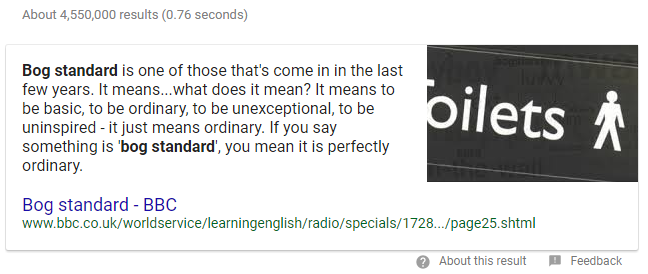 About 4,550,000 results (0.76 seconds)
Bog standard is one of those that's come in in the last
few years. It means...what does it mean? It means to
be basic, to be ordinary, to be unexceptional, to be
uninspired - it just means ordinary. If you say
something is 'bog standard', you mean it is perfectly
ordinary.
oilets
Bog standard - BBC
www.bbc.co.uk/worldservice/learningenglish/radio/specials/1728.../page25.shtml
About this result
Feedback